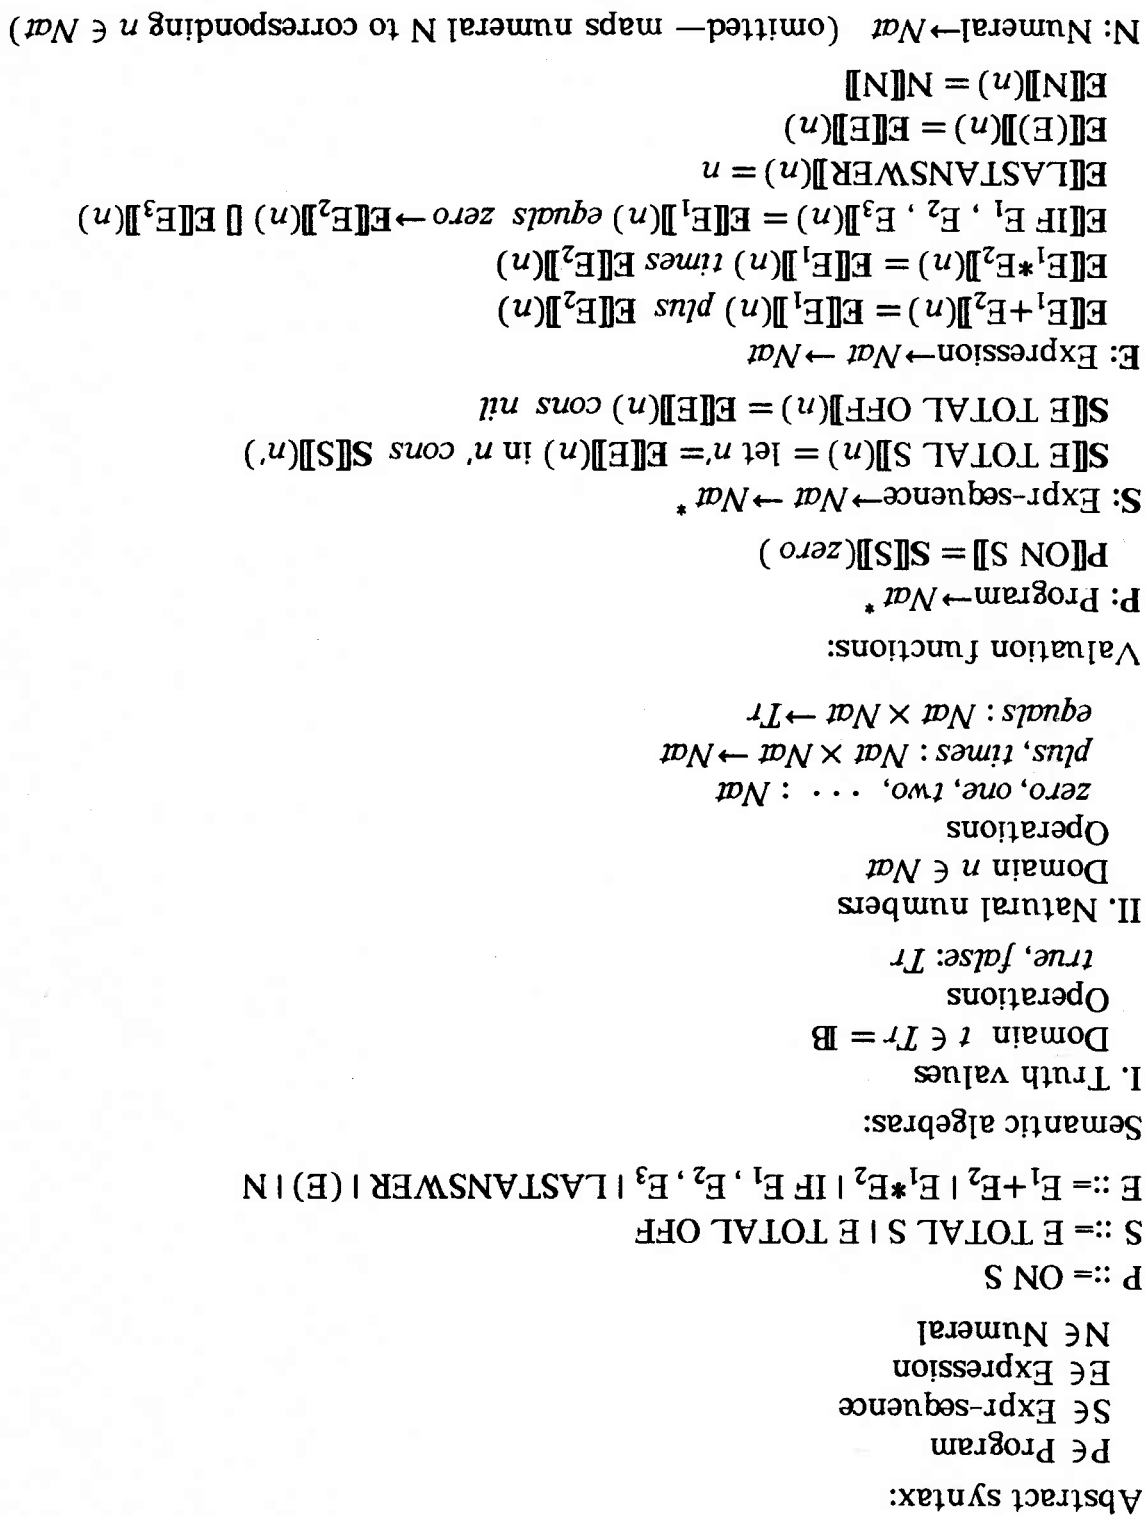 Abstract syntax:
P∈ Program
S∈ Expr-sequence
E∈ Expression
N∈ Numeral
P ::= ON S
S ::= E TOTAL S | E TOTAL OFF
E ::= E₁+E₂ | E₁*E₂ | IF E₁ , E₂ , E₃ | LASTANSWER | (E) | N
Semantic algebras:
I. Truth values
Domain t ∈ Tr = 𝔹
Operations
true, false: Tr
II. Natural numbers
Domain n ∈ Nat
Operations
zero, one, two, · · · : Nat
plus, times : Nat × Nat →Nat
equals : Nat × Nat →Tr
Valuation functions:
P: Program→Nat*
P⟦ON S⟧ = S⟦S⟧(zero )
S: Expr-sequence→Nat →Nat*
S⟦E TOTAL S⟧(n) = let n′= E⟦E⟧(n) in n′ cons S⟦S⟧(n′)
S⟦E TOTAL OFF⟧(n) = E⟦E⟧(n) cons nil
E: Expression→Nat →Nat
E⟦E₁+E₂⟧(n) = E⟦E₁⟧(n) plus E⟦E₂⟧(n)
E⟦E₁*E₂⟧(n) = E⟦E₁⟧(n) times E⟦E₂⟧(n)
E⟦IF E₁ , E₂ , E₃⟧(n) = E⟦E₁⟧(n) equals zero →E⟦E₂⟧(n) [] E⟦E₃⟧(n)
E⟦LASTANSWER⟧(n) = n
E⟦(E)⟧(n) = E⟦E⟧(n)
E⟦N⟧(n) = N⟦N⟧
N: Numeral→Nat (omitted— maps numeral N to corresponding n ∈ Nat)